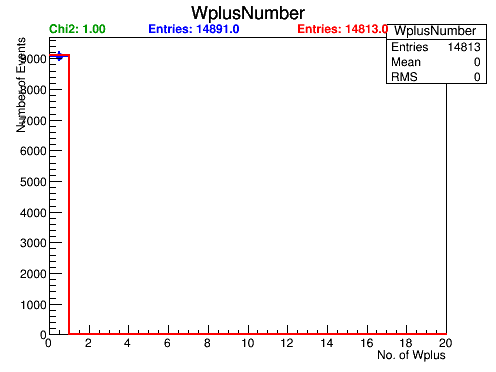 WplusNumber
Chi2: 1.00 Entries: 14891.0 Entries: 14813.0
WplusNumber
Entries 14813
Mean 0
RMS 0
Number of Events
9000
8000
7000
6000
5000
4000
3000
2000
1000
0
0 2 4 6 8 10 12 14 16 18 20
No. of Wplus